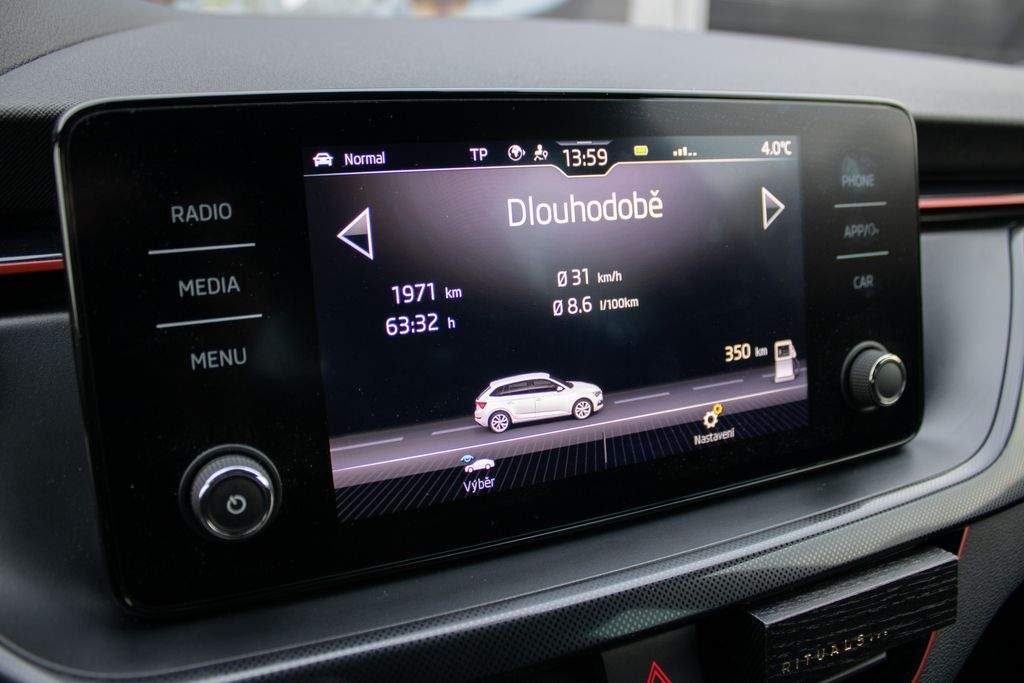 Normal TP 13:59 4.0°C
RADIO
MEDIA
MENU
Dlouhodobě
1971 km
63:32 h
Ø 31 km/h
Ø 8.6 l/100km
350 km
Výběr
Nastavení
PHONE
APP/
CAR
RITUALS...